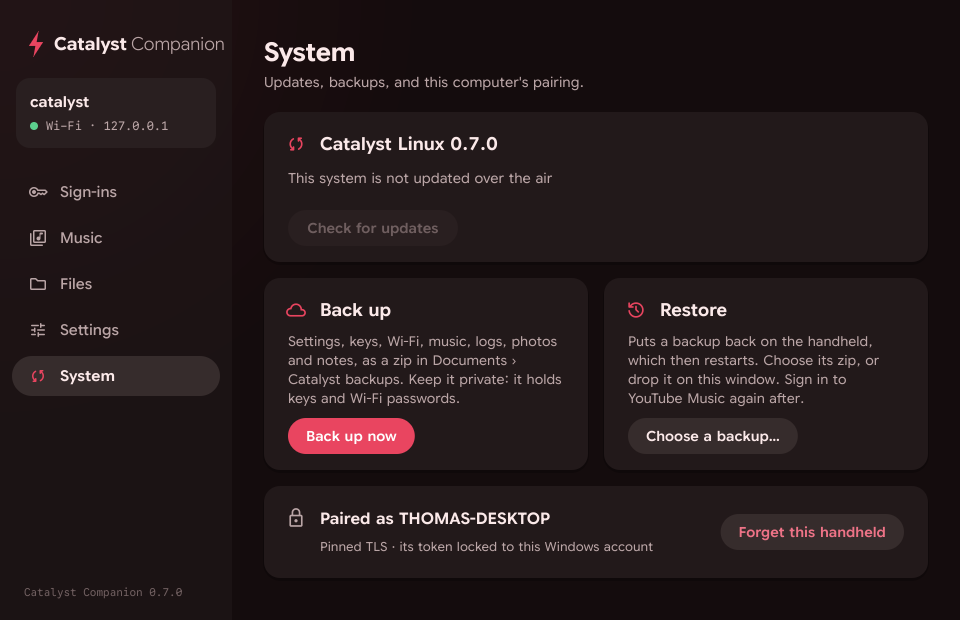 Catalyst Companion
catalyst
Wi-Fi · 127.0.0.1
Sign-ins
Music
Files
Settings
System
Catalyst Companion 0.7.0
System
Updates, backups, and this computer's pairing.
Catalyst Linux 0.7.0
This system is not updated over the air
Check for updates
Back up
Settings, keys, Wi-Fi, music, logs, photos
and notes, as a zip in Documents ›
Catalyst backups. Keep it private: it holds
keys and Wi-Fi passwords.
Back up now
Restore
Puts a backup back on the handheld,
which then restarts. Choose its zip, or
drop it on this window. Sign in to
YouTube Music again after.
Choose a backup...
Paired as THOMAS-DESKTOP
Pinned TLS · its token locked to this Windows account
Forget this handheld